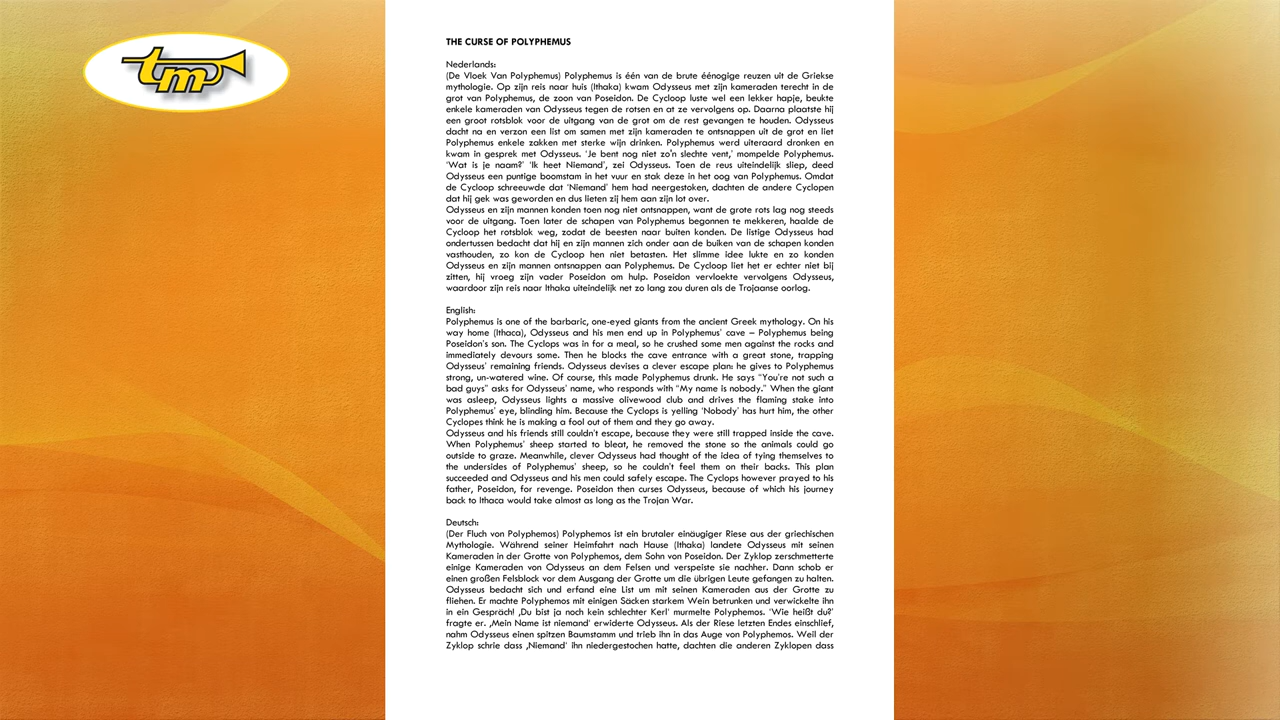 tm
THE CURSE OF POLYPHEMUS
Nederlands:
(De Vloek Van Polyphemus) Polyphemus is één van de brute éénogige reuzen uit de Griekse
mythologie. Op zijn reis naar huis (Ithaka) kwam Odysseus met zijn kameraden terecht in de
grot van Polyphemus, de zoon van Poseidon. De Cycloop luste wel een lekker hapje, beukte
enkele kameraden van Odysseus tegen de rotsen en at ze vervolgens op. Daarna plaatste hij
een groot rotsblok voor de uitgang van de grot om de rest gevangen te houden. Odysseus
dacht na en verzon een list om samen met zijn kameraden te ontsnappen uit de grot en liet
Polyphemus enkele zakken met sterke wijn drinken. Polyphemus werd uiteraard dronken en
kwam in gesprek met Odysseus. 'Je bent nog niet zo'n slechte vent,' mompelde Polyphemus.
'Wat is je naam?' 'Ik heet Niemand', zei Odysseus. Toen de reus uiteindelijk sliep, deed
Odysseus een puntige boomstam in het vuur en stak deze in het oog van Polyphemus. Omdat
de Cycloop schreeuwde dat 'Niemand' hem had neergestoken, dachten de andere Cyclopen
dat hij gek was geworden en dus lieten zij hem aan zijn lot over.
Odysseus en zijn mannen konden toen nog niet ontsnappen, want de grote rots lag nog steeds
voor de uitgang. Toen later de schapen van Polyphemus begonnen te mekkeren, haalde de
Cycloop het rotsblok weg, zodat de beesten naar buiten konden. De listige Odysseus had
ondertussen bedacht dat hij en zijn mannen zich onder aan de buiken van de schapen konden
vasthouden, zo kon de Cycloop hen niet betasten. Het slimme idee lukte en zo konden
Odysseus en zijn mannen ontsnappen aan Polyphemus. De Cycloop liet het er echter niet bij
zitten, hij vroeg zijn vader Poseidon om hulp. Poseidon vervloekte vervolgens Odysseus,
waardoor zijn reis naar Ithaka uiteindelijk net zo lang zou duren als de Trojaanse oorlog.
English:
Polyphemus is one of the barbaric, one-eyed giants from the ancient Greek mythology. On his
way home (Ithaca), Odysseus and his men end up in Polyphemus' cave – Polyphemus being
Poseidon's son. The Cyclops was in for a meal, so he crushed some men against the rocks and
immediately devours some. Then he blocks the cave entrance with a great stone, trapping
Odysseus' remaining friends. Odysseus devises a clever escape plan: he gives to Polyphemus
strong, un-watered wine. Of course, this made Polyphemus drunk. He says "You're not such a
bad guys" asks for Odysseus' name, who responds with "My name is nobody." When the giant
was asleep, Odysseus lights a massive olivewood club and drives the flaming stake into
Polyphemus' eye, blinding him. Because the Cyclops is yelling 'Nobody' has hurt him, the other
Cyclopes think he is making a fool out of them and they go away.
Odysseus and his friends still couldn't escape, because they were still trapped inside the cave.
When Polyphemus' sheep started to bleat, he removed the stone so the animals could go
outside to graze. Meanwhile, clever Odysseus had thought of the idea of tying themselves to
the undersides of Polyphemus' sheep, so he couldn't feel them on their backs. This plan
succeeded and Odysseus and his men could safely escape. The Cyclops however prayed to his
father, Poseidon, for revenge. Poseidon then curses Odysseus, because of which his journey
back to Ithaca would take almost as long as the Trojan War.
Deutsch:
(Der Fluch von Polyphemos) Polyphemos ist ein brutaler einäugiger Riese aus der griechischen
Mythologie. Während seiner Heimfahrt nach Hause (Ithaka) landete Odysseus mit seinen
Kameraden in der Grotte von Polyphemos, dem Sohn von Poseidon. Der Zyklop zerschmetterte
einige Kameraden von Odysseus an dem Felsen und verspeiste sie nachher. Dann schob er
einen großen Felsblock vor dem Ausgang der Grotte um die übrigen Leute gefangen zu halten.
Odysseus bedacht sich und erfand eine List um mit seinen Kameraden aus der Grotte zu
fliehen. Er machte Polyphemos mit einigen Säcken starkem Wein betrunken und verwickelte ihn
in ein Gespräch! ‚Du bist ja noch kein schlechter Kerl' murmelte Polyphemos. 'Wie heißt du?'
fragte er. ‚Mein Name ist niemand' erwiderte Odysseus. Als der Riese letzten Endes einschlief,
nahm Odysseus einen spitzen Baumstamm und trieb ihn in das Auge von Polyphemos. Weil der
Zyklop schrie dass ‚Niemand' ihn niedergestochen hatte, dachten die anderen Zyklopen dass